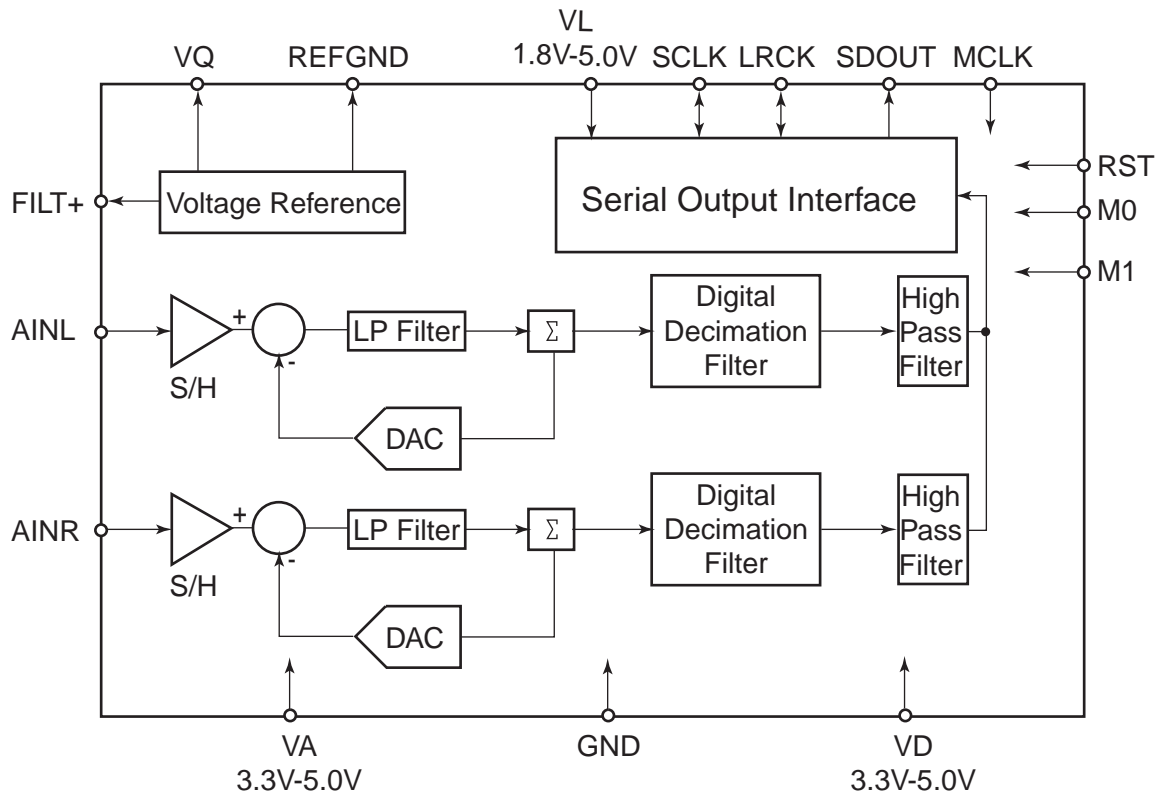 VL
VQ REFGND 1.8V-5.0V SCLK LRCK SDOUT MCLK
RST
FILT+ Voltage Reference Serial Output Interface M0
M1
AINL
+
-
S/H
LP Filter
Σ
DAC
Digital
Decimation
Filter
High
Pass
Filter
AINR
+
-
S/H
LP Filter
Σ
DAC
Digital
Decimation
Filter
High
Pass
Filter
VA
3.3V-5.0V
GND
VD
3.3V-5.0V